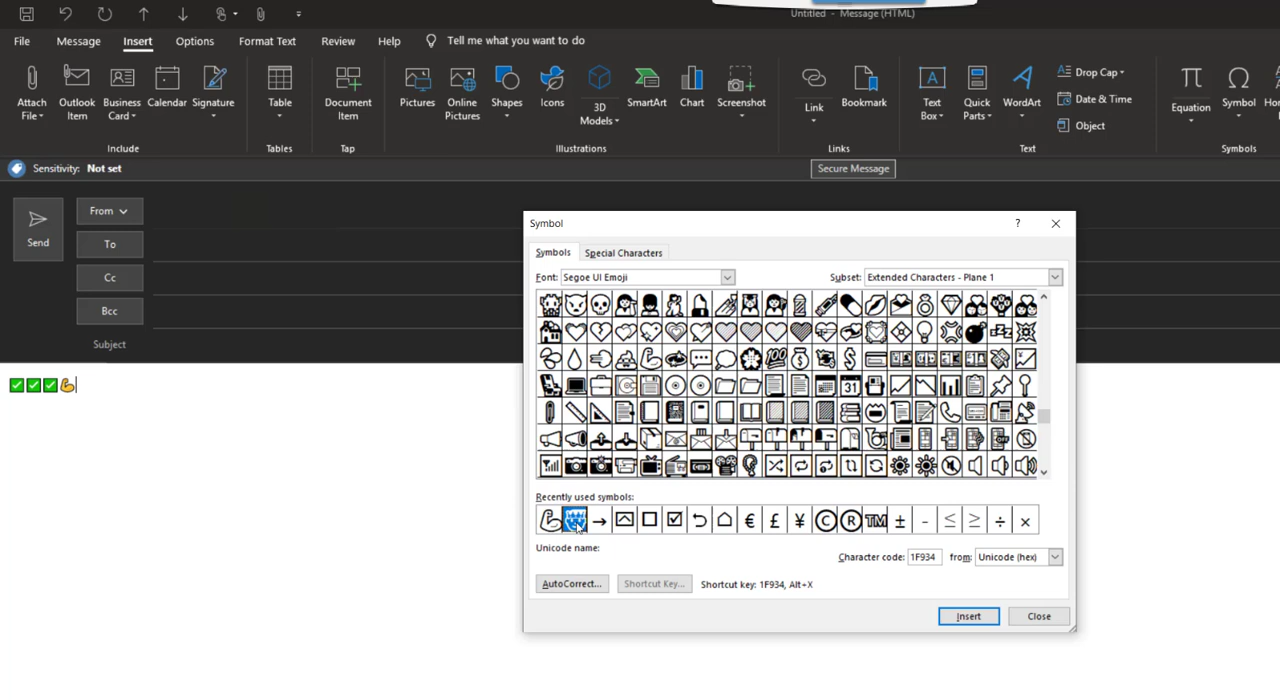 Untitled - Message (HTML)
File Message Insert Options Format Text Review Help Tell me what you want to do
Attach File
Outlook Item
Business Card
Calendar
Signature
Table
Document Item
Pictures
Online Pictures
Shapes
Icons
3D Models
SmartArt
Chart
Screenshot
Link
Bookmark
Text Box
Quick Parts
WordArt
Drop Cap
Date & Time
Object
Equation
Symbol
Include
Tables
Tap
Illustrations
Links
Text
Symbols
Sensitivity: Not set
Secure Message
Send
From
To
Cc
Bcc
Subject
✅✅✅💪
Symbol
?
Symbols Special Characters
Font: Segoe UI Emoji
Subset: Extended Characters - Plane 1
Recently used symbols:
→ € £ ¥ © ® ™ ± - ≤ ≥ ÷ ×
Unicode name:
Character code: 1F934 from: Unicode (hex)
AutoCorrect... Shortcut Key... Shortcut key: 1F934, Alt+X
Insert Close